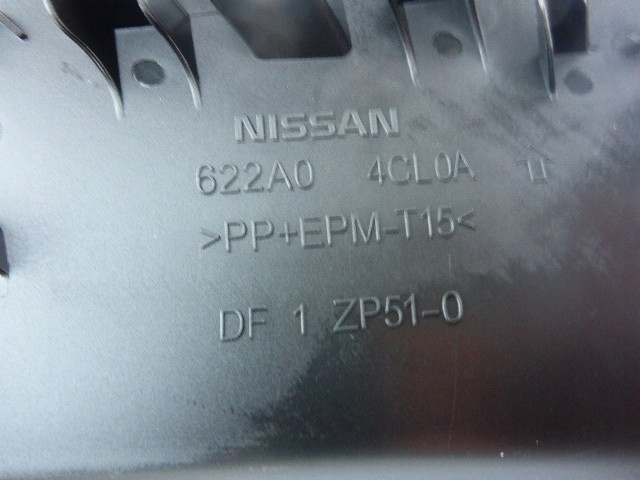 NISSAN
622A0 4CL0A
>PP+EPM-T15<
DF 1 ZP51-0